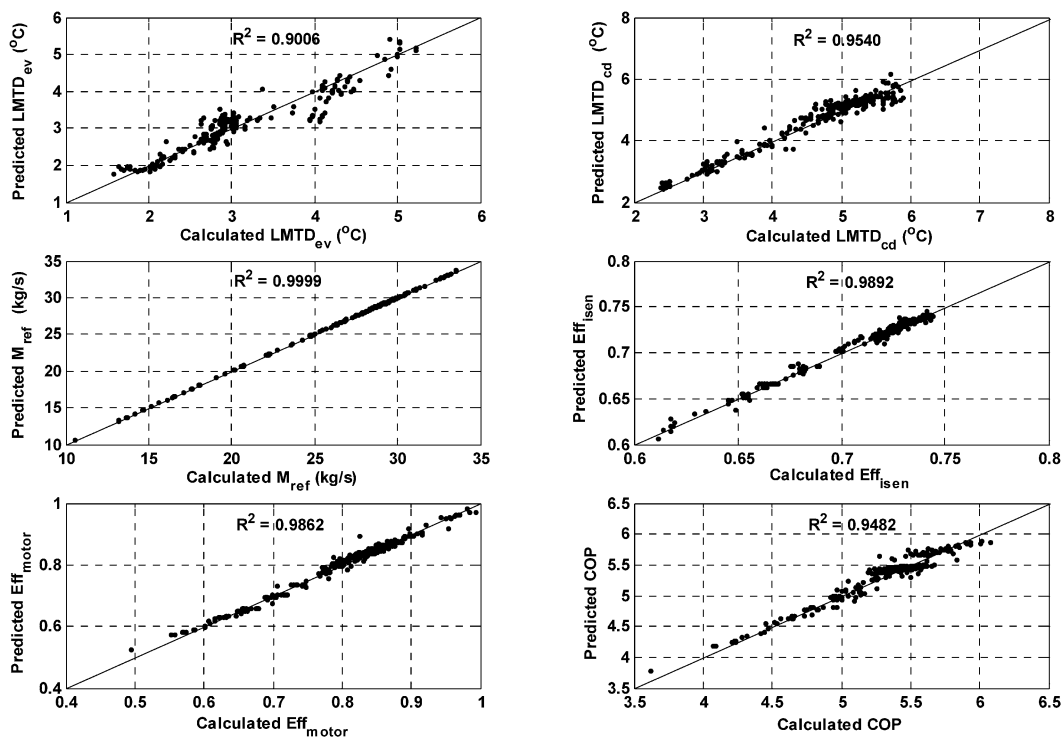 Predicted LMTD_ev (°C)
6
5
4
3
2
1
R² = 0.9006
1 2 3 4 5 6
Calculated LMTD_ev (°C)
Predicted LMTD_cd (°C)
8
6
4
2
R² = 0.9540
2 3 4 5 6 7 8
Calculated LMTD_cd (°C)
Predicted M_ref (kg/s)
35
30
25
20
15
10
R² = 0.9999
10 15 20 25 30 35
Calculated M_ref (kg/s)
Predicted Eff_isen
0.8
0.75
0.7
0.65
0.6
R² = 0.9892
0.6 0.65 0.7 0.75 0.8
Calculated Eff_isen
Predicted Eff_motor
1
0.8
0.6
0.4
R² = 0.9862
0.4 0.5 0.6 0.7 0.8 0.9 1
Calculated Eff_motor
Predicted COP
6.5
6
5.5
5
4.5
4
3.5
R² = 0.9482
3.5 4 4.5 5 5.5 6 6.5
Calculated COP